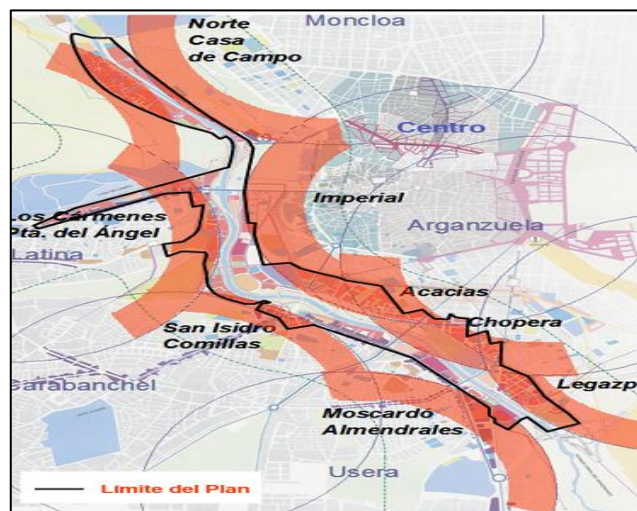 Norte
Casa
de Campo
Moncloa
Centro
Imperial
Los Cármenes
Pta. del Ángel
Latina
Arganzuela
Acacias
Chopera
San Isidro
Comillas
Carabanchel
Legazp
Moscardó
Almendrales
Usera
Límite del Plan